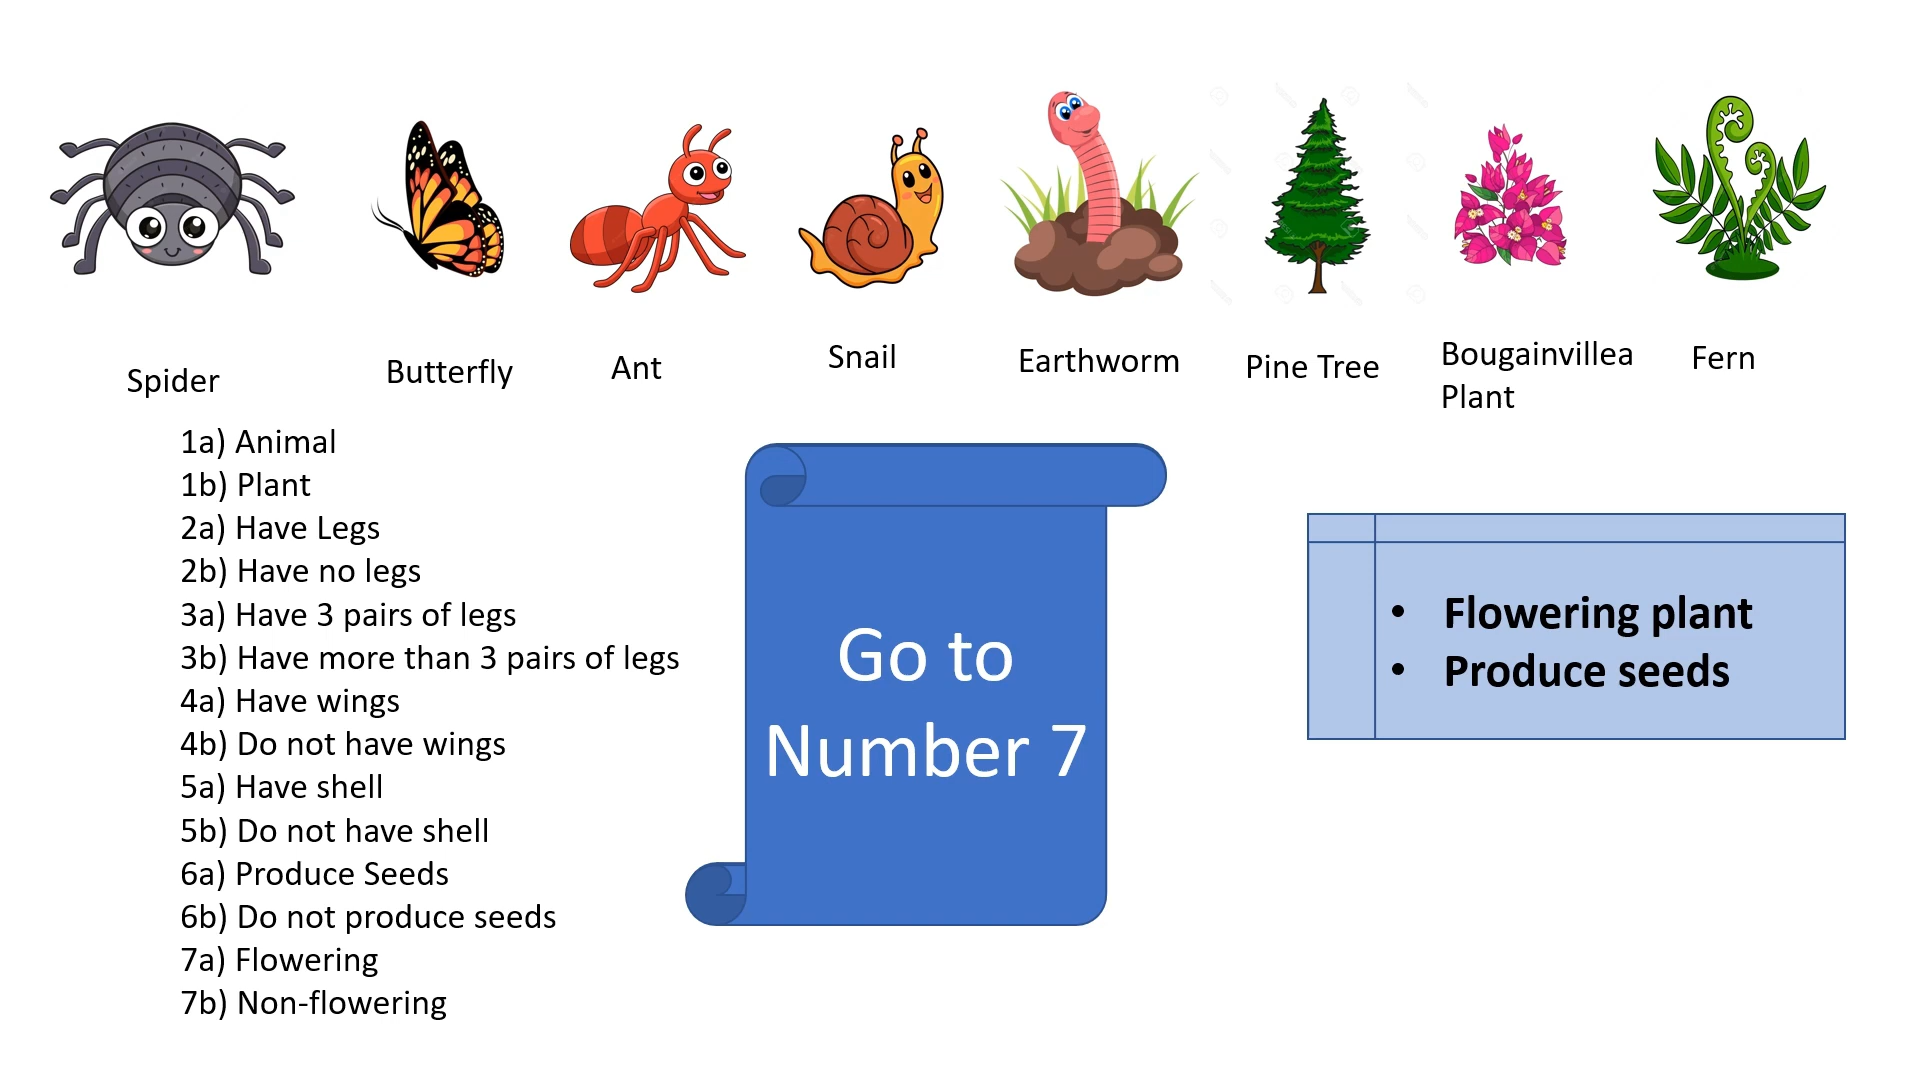 Spider
Butterfly
Ant
Snail
Earthworm
Pine Tree
Bougainvillea
Plant
Fern
1a) Animal
1b) Plant
2a) Have Legs
2b) Have no legs
3a) Have 3 pairs of legs
3b) Have more than 3 pairs of legs
4a) Have wings
4b) Do not have wings
5a) Have shell
5b) Do not have shell
6a) Produce Seeds
6b) Do not produce seeds
7a) Flowering
7b) Non-flowering
Go to
Number 7
• Flowering plant
• Produce seeds